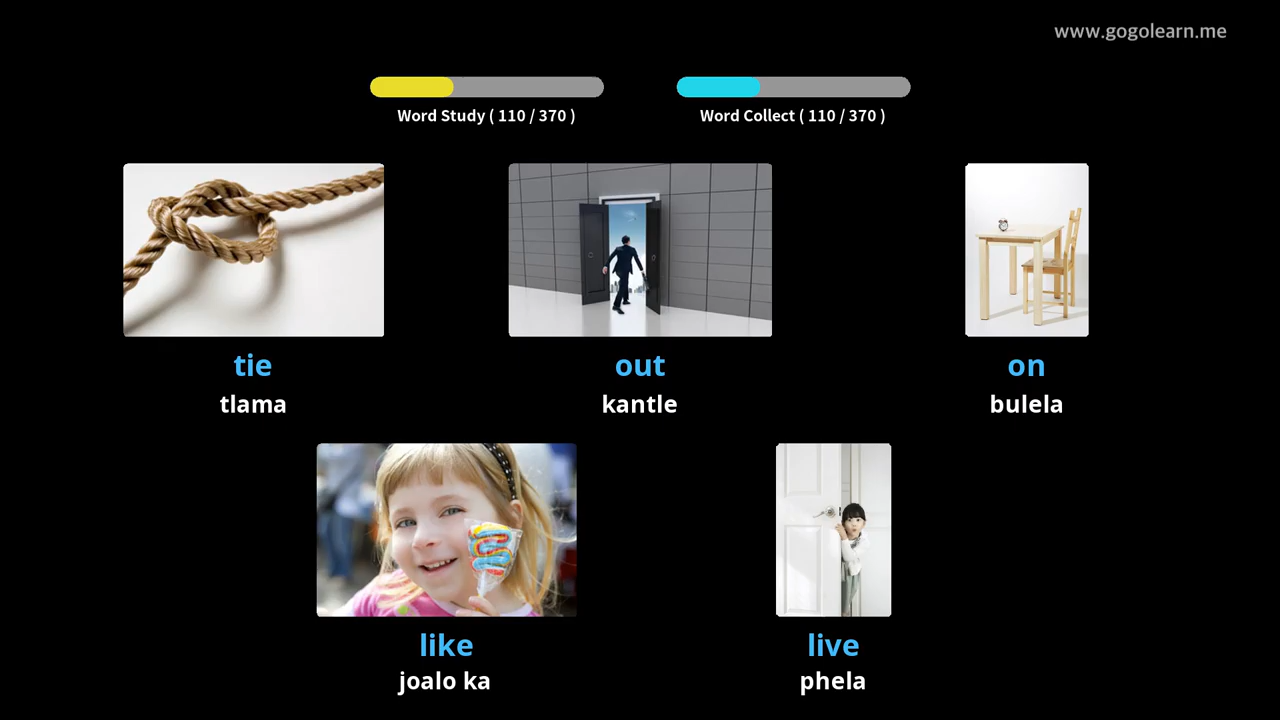 www.gogolearn.me
Word Study ( 110 / 370 )
Word Collect ( 110 / 370 )
tie
tlama
out
kantle
on
bulela
like
joalo ka
live
phela